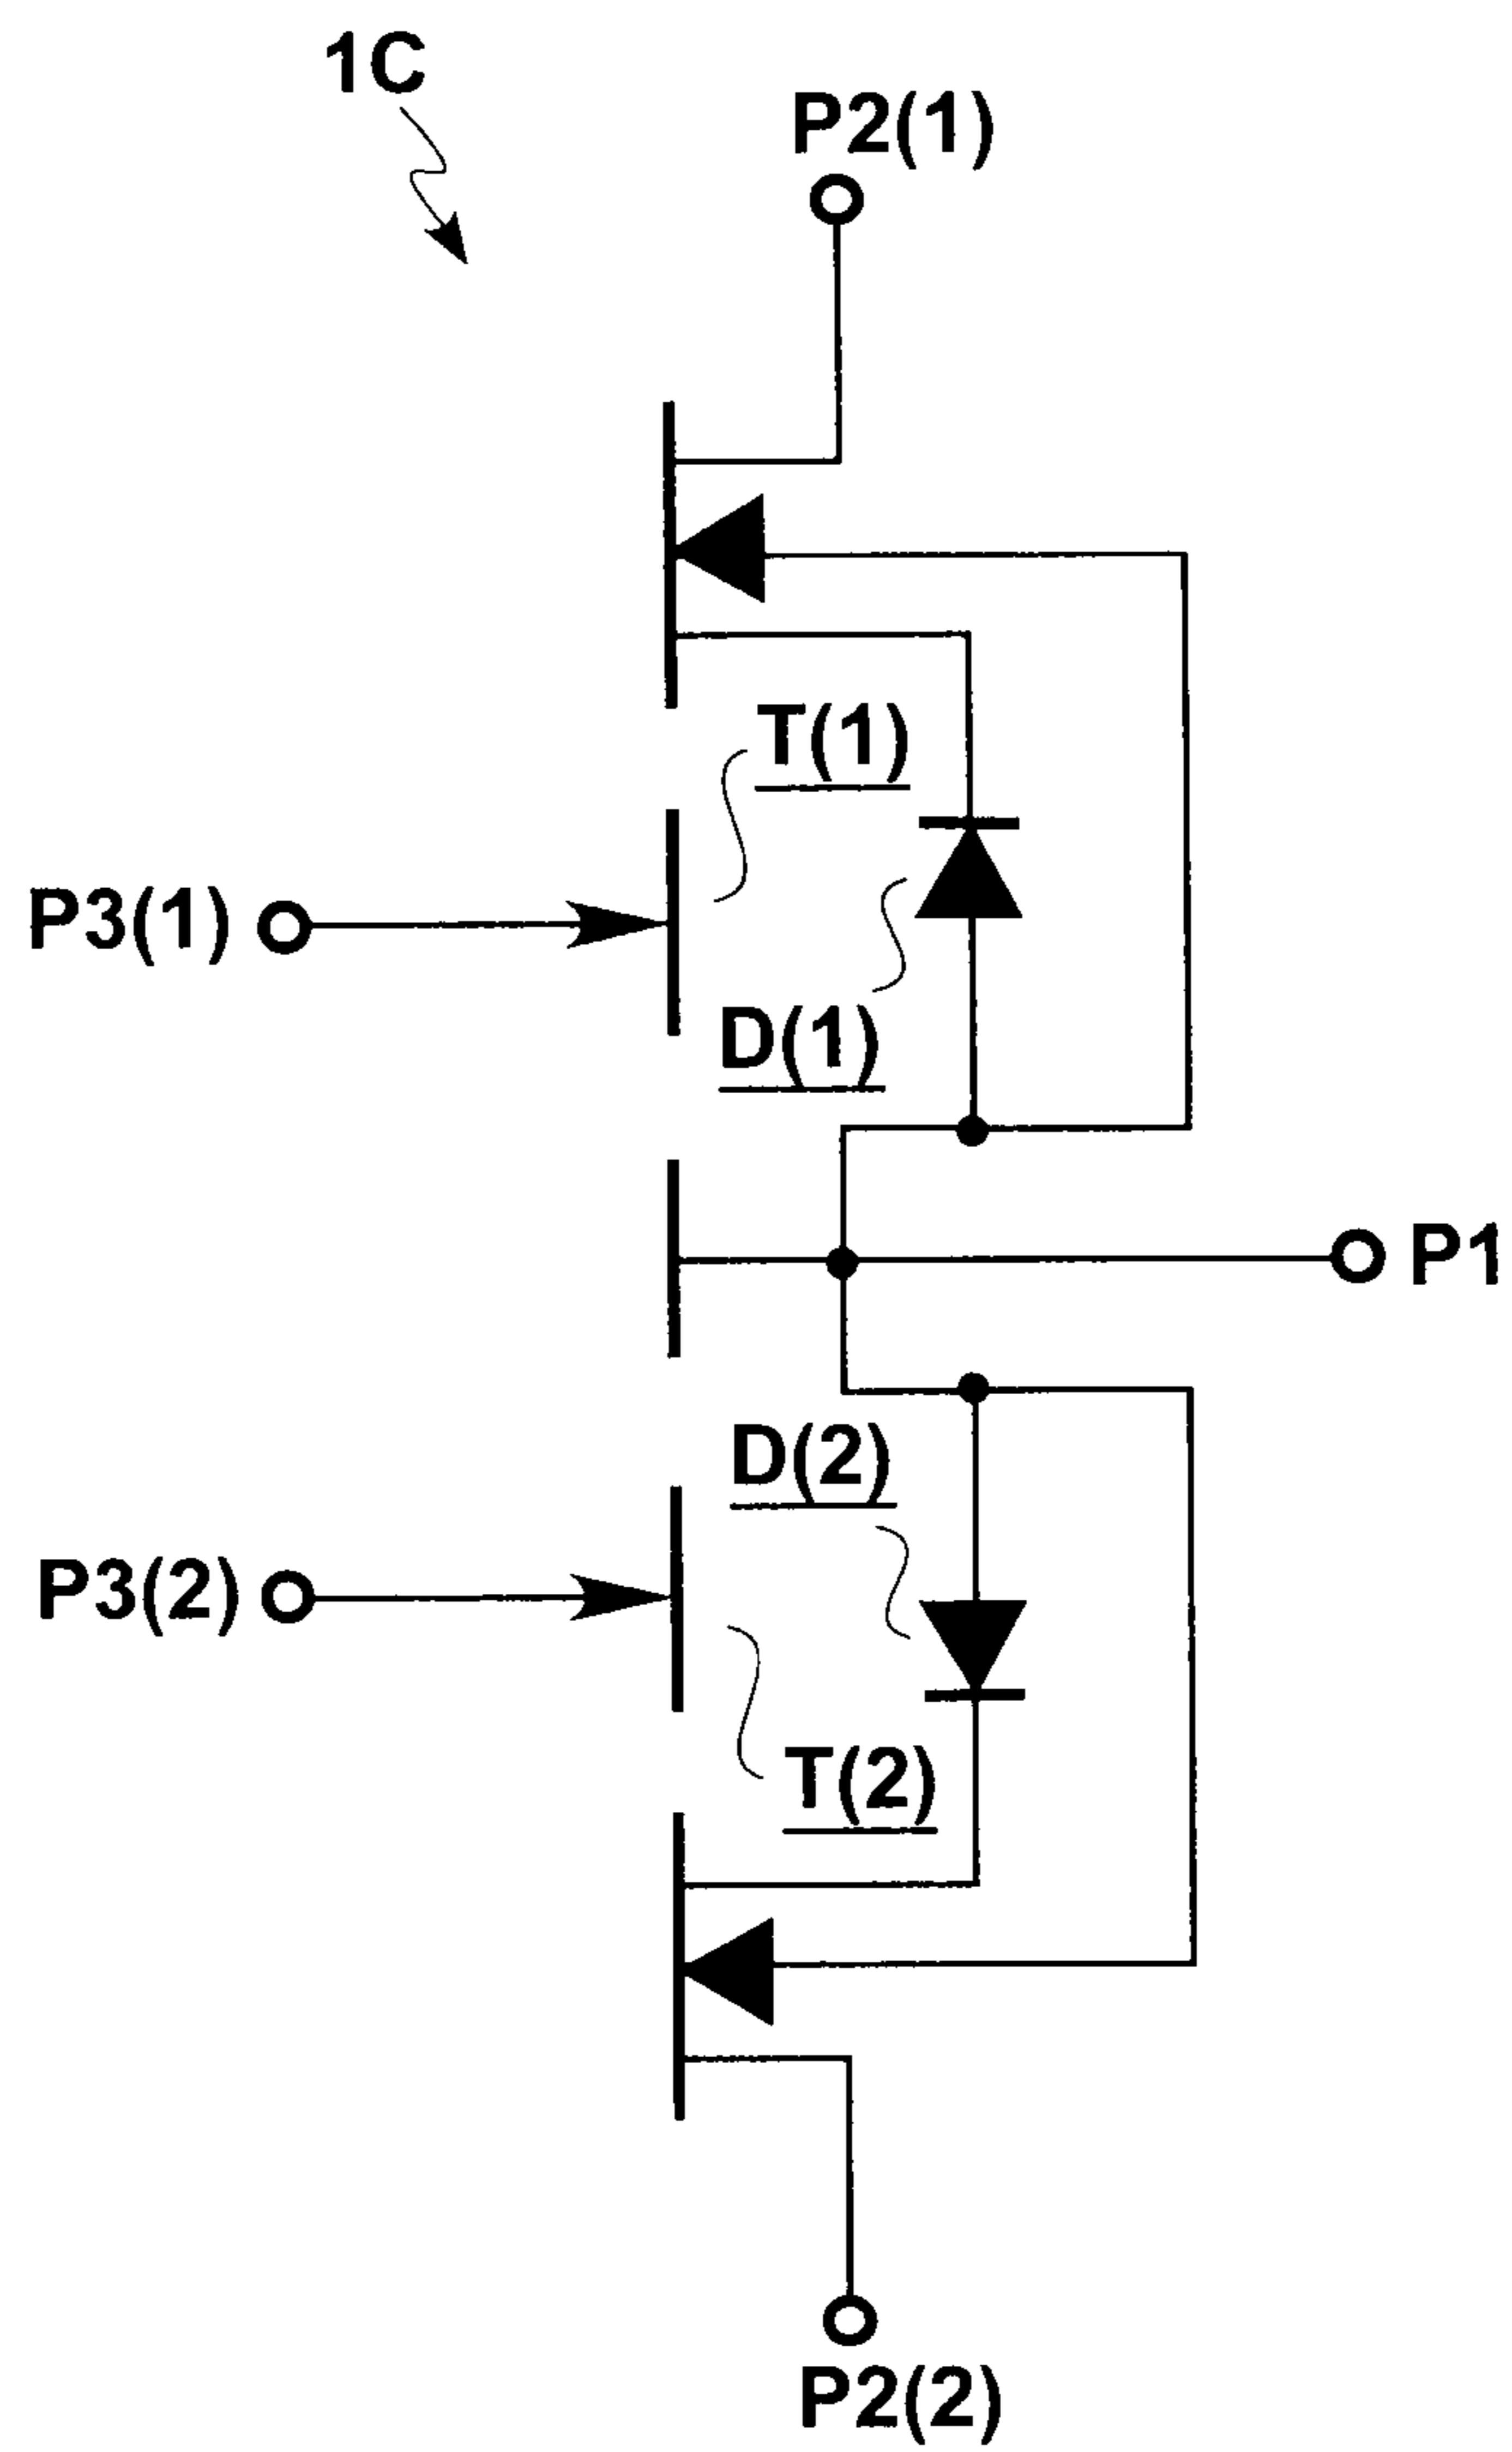 1C
P2(1)
T(1)
P3(1)
D(1)
P1
D(2)
P3(2)
T(2)
P2(2)